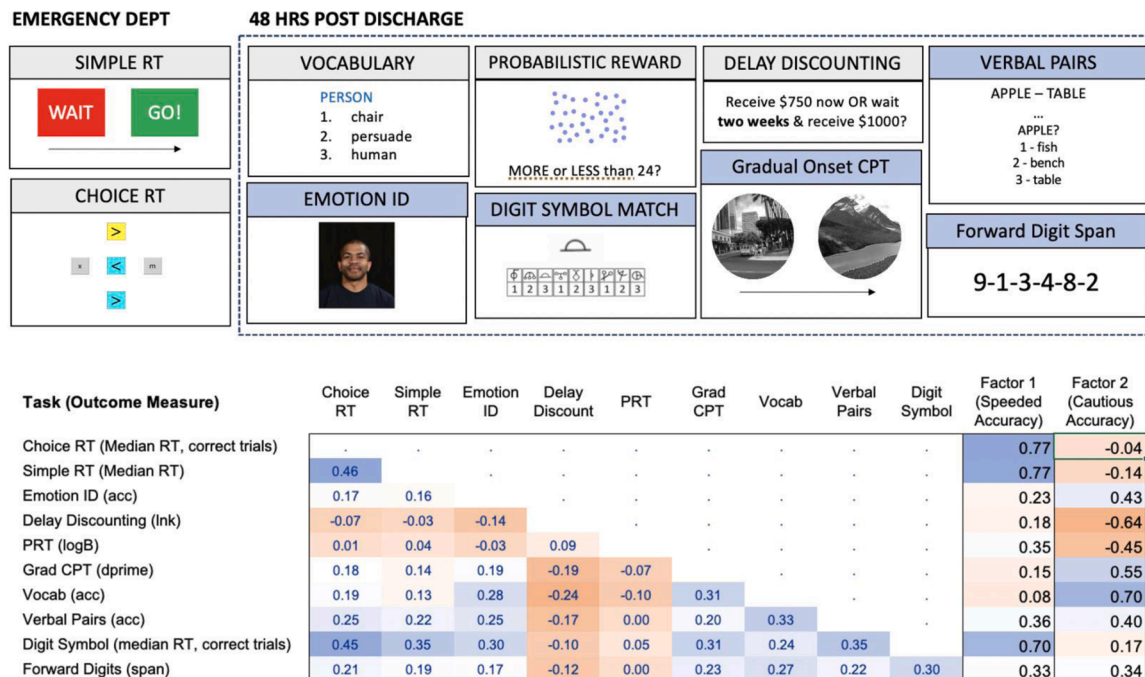 EMERGENCY DEPT
48 HRS POST DISCHARGE
SIMPLE RT
WAIT
GO!
CHOICE RT
>
x
<
m
>
VOCABULARY
PERSON
1. chair
2. persuade
3. human
EMOTION ID
PROBABILISTIC REWARD
MORE or LESS than 24?
DIGIT SYMBOL MATCH
1 2 3 1 2 3 1 2 3
DELAY DISCOUNTING
Receive $750 now OR wait
two weeks & receive $1000?
Gradual Onset CPT
VERBAL PAIRS
APPLE – TABLE
...
APPLE?
1 - fish
2 - bench
3 - table
Forward Digit Span
9-1-3-4-8-2
Task (Outcome Measure) Choice RT Simple RT Emotion ID Delay Discount PRT Grad CPT Vocab Verbal Pairs Digit Symbol Factor 1 (Speeded Accuracy) Factor 2 (Cautious Accuracy)
Choice RT (Median RT, correct trials) . . . . . . . . . 0.77 -0.04
Simple RT (Median RT) 0.46 . . . . . . . . 0.77 -0.14
Emotion ID (acc) 0.17 0.16 . . . . . . . 0.23 0.43
Delay Discounting (lnk) -0.07 -0.03 -0.14 . . . . . . 0.18 -0.64
PRT (logB) 0.01 0.04 -0.03 0.09 . . . . . 0.35 -0.45
Grad CPT (dprime) 0.18 0.14 0.19 -0.19 -0.07 . . . . 0.15 0.55
Vocab (acc) 0.19 0.13 0.28 -0.24 -0.10 0.31 . . . 0.08 0.70
Verbal Pairs (acc) 0.25 0.22 0.25 -0.17 0.00 0.20 0.33 . . 0.36 0.40
Digit Symbol (median RT, correct trials) 0.45 0.35 0.30 -0.10 0.05 0.31 0.24 0.35 . 0.70 0.17
Forward Digits (span) 0.21 0.19 0.17 -0.12 0.00 0.23 0.27 0.22 0.30 0.33 0.34